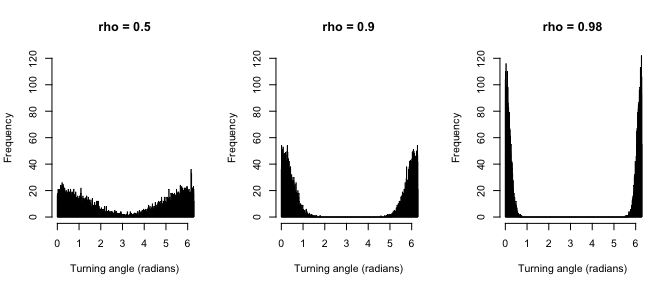 rho = 0.5
Frequency
0 20 40 60 80 100 120
0 1 2 3 4 5 6
Turning angle (radians)
rho = 0.9
Frequency
0 20 40 60 80 100 120
0 1 2 3 4 5 6
Turning angle (radians)
rho = 0.98
Frequency
0 20 40 60 80 100 120
0 1 2 3 4 5 6
Turning angle (radians)